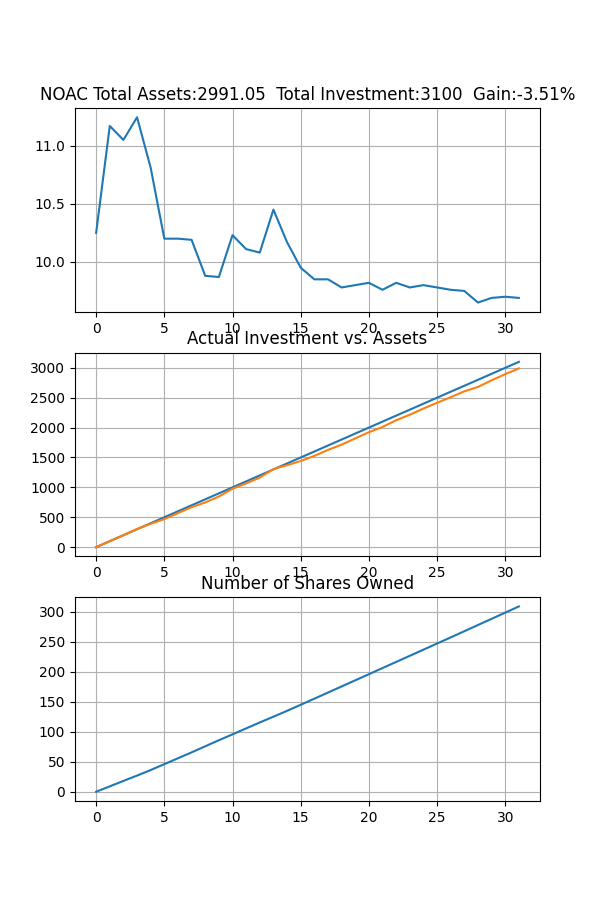 NOAC Total Assets:2991.05  Total Investment:3100  Gain:-3.51%
11.0
10.5
10.0
0 5 10 15 20 25 30
Actual Investment vs. Assets
3000
2500
2000
1500
1000
500
0
0 5 10 15 20 25 30
Number of Shares Owned
300
250
200
150
100
50
0
0 5 10 15 20 25 30